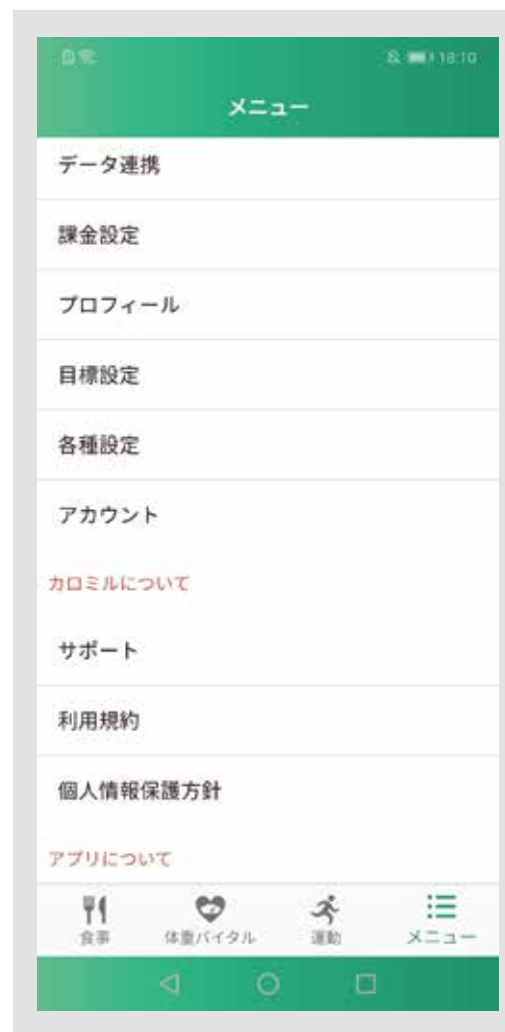 18:10
メニュー
データ連携
課金設定
プロフィール
目標設定
各種設定
アカウント
カロミルについて
サポート
利用規約
個人情報保護方針
アプリについて
食事 体重バイタル 運動 メニュー